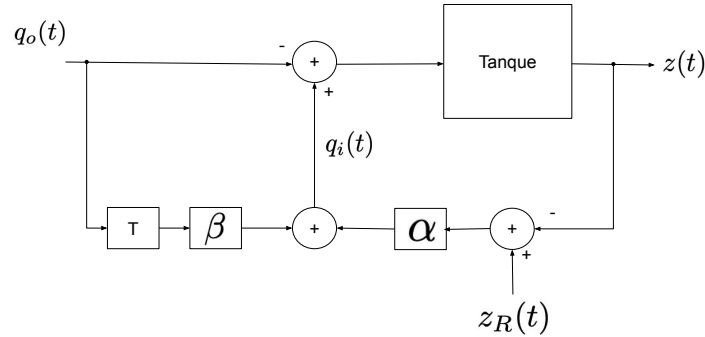 q_o(t)
-
+
Tanque
z(t)
+
q_i(t)
T
β
+
α
+
-
+
z_R(t)